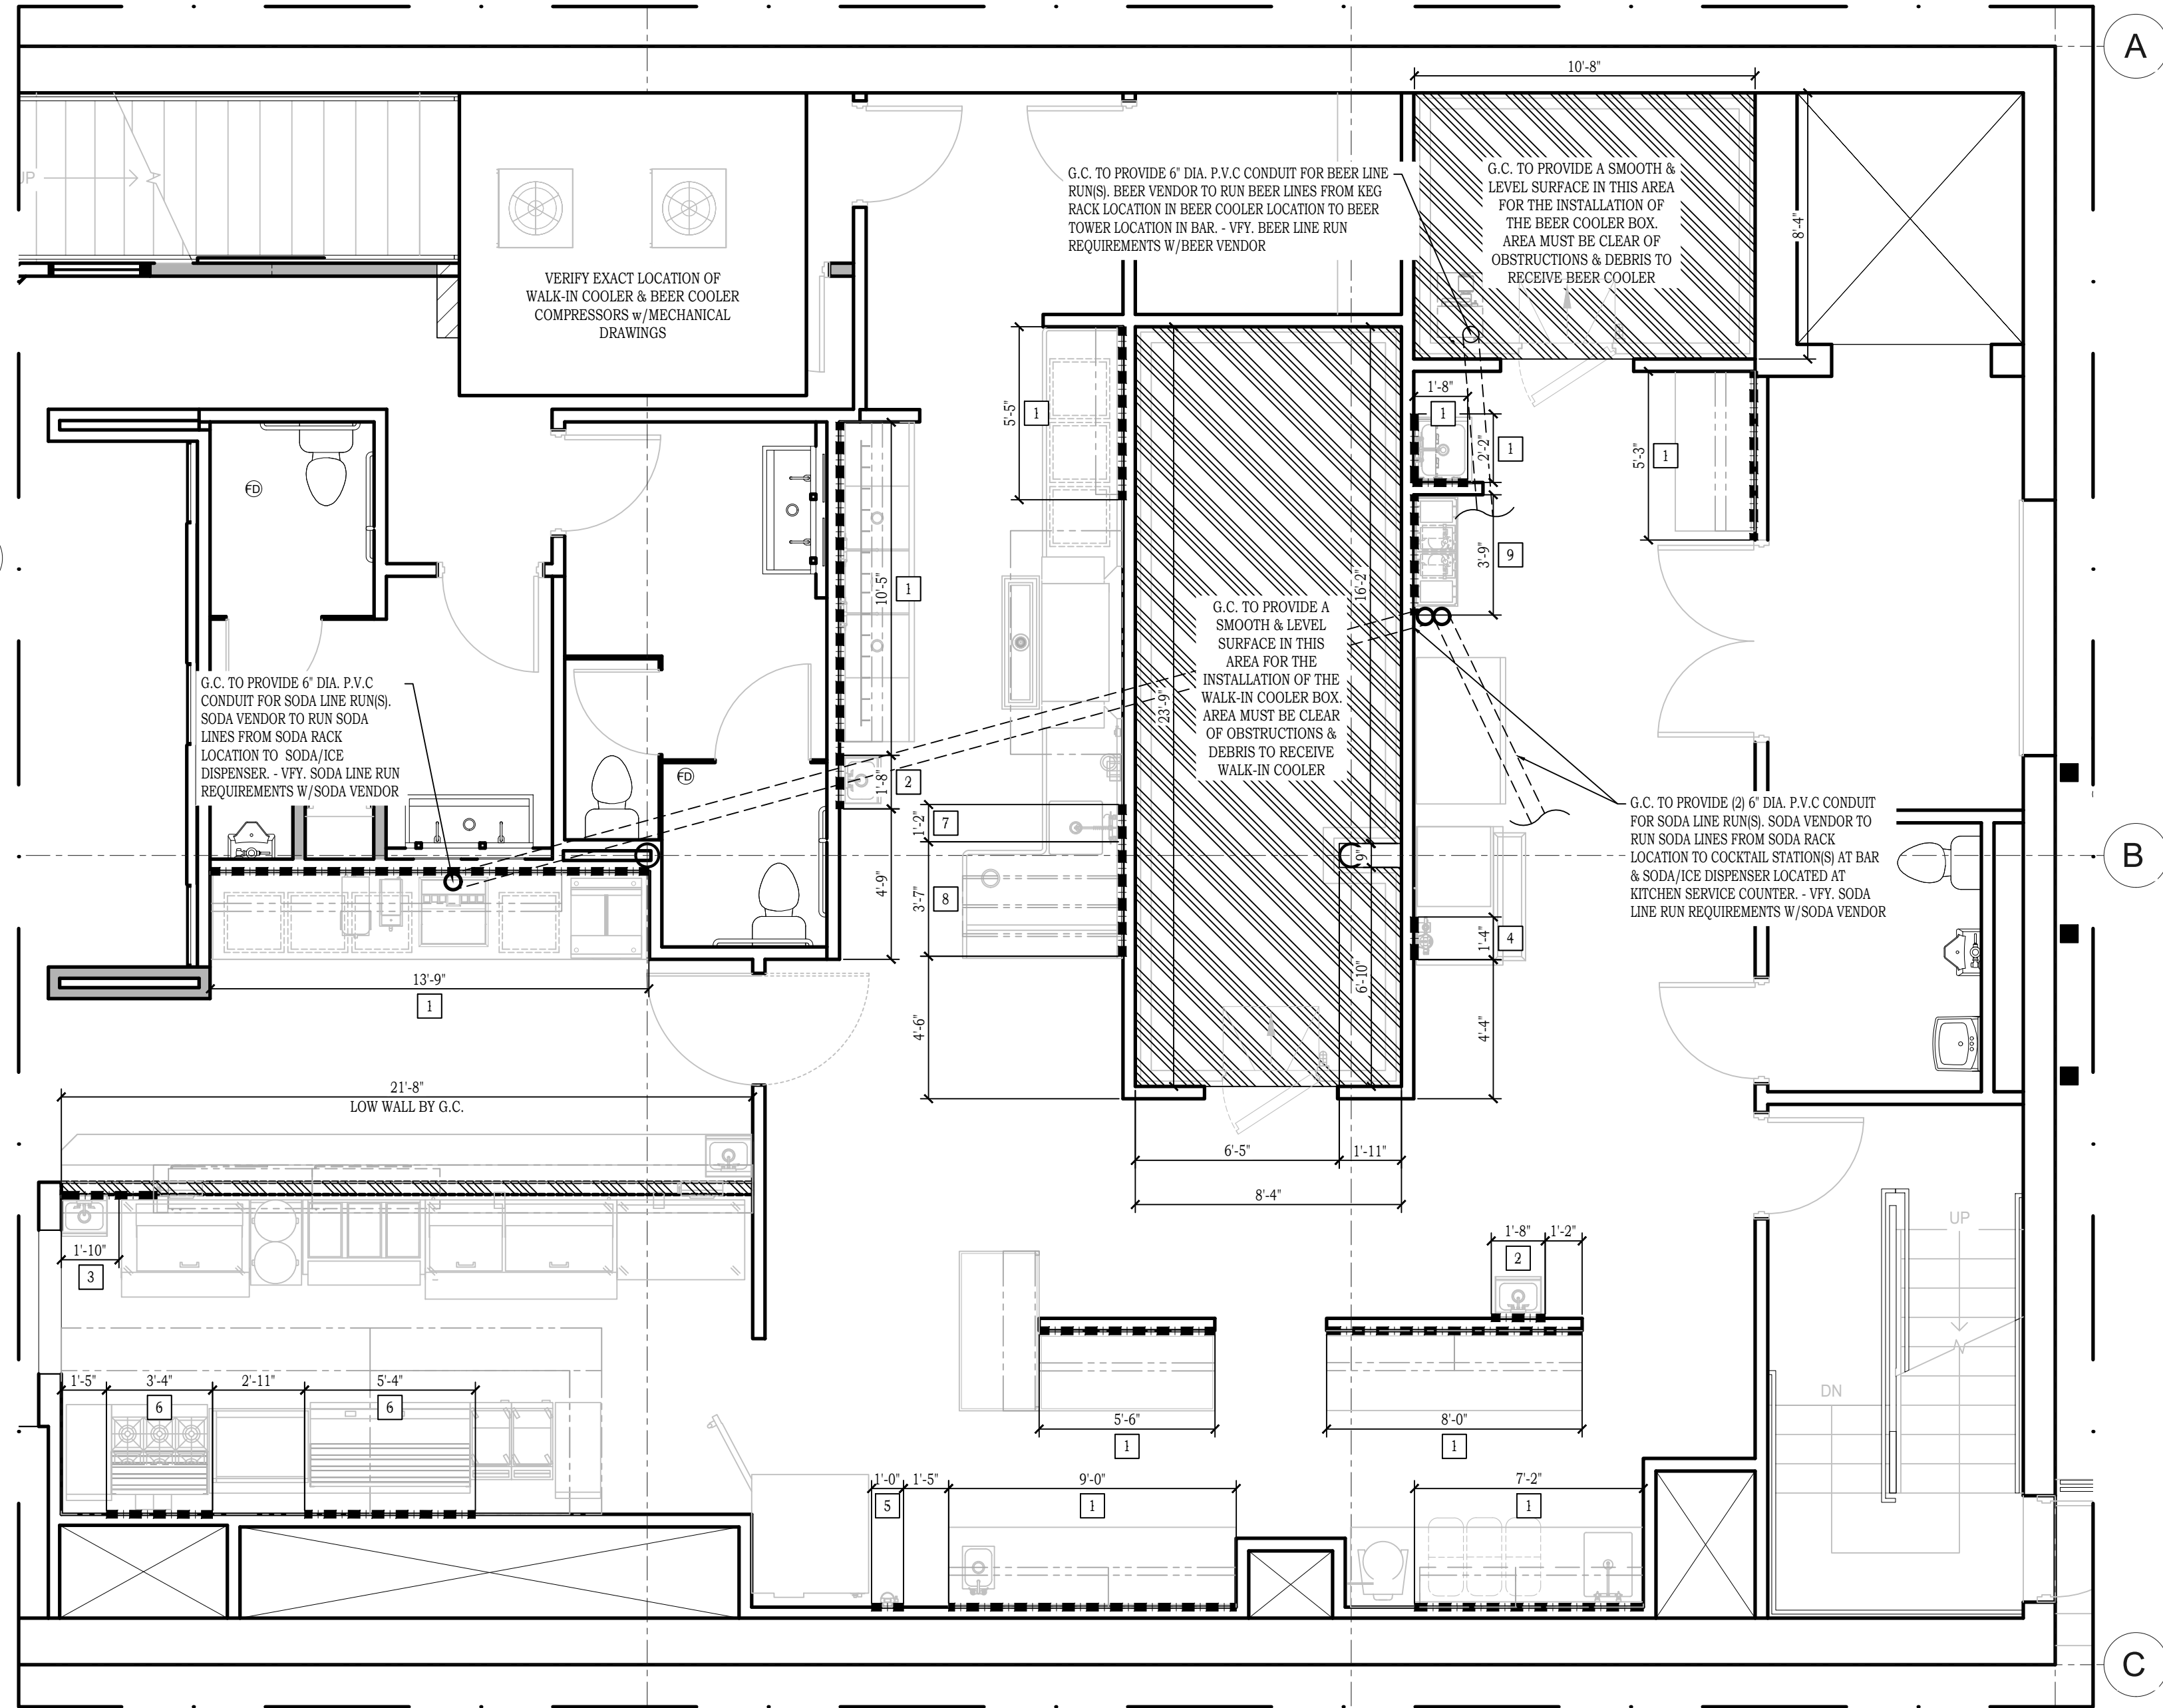 A
10'-8"
UP
G.C. TO PROVIDE 6" DIA. P.V.C CONDUIT FOR BEER LINE
RUN(S). BEER VENDOR TO RUN BEER LINES FROM KEG
RACK LOCATION IN BEER COOLER LOCATION TO BEER
TOWER LOCATION IN BAR. - VFY. BEER LINE RUN
REQUIREMENTS W/BEER VENDOR
G.C. TO PROVIDE A SMOOTH &
LEVEL SURFACE IN THIS AREA
FOR THE INSTALLATION OF
THE BEER COOLER BOX.
AREA MUST BE CLEAR OF
OBSTRUCTIONS & DEBRIS TO
RECEIVE BEER COOLER
8'-4"
VERIFY EXACT LOCATION OF
WALK-IN COOLER & BEER COOLER
COMPRESSORS w/MECHANICAL
DRAWINGS
5'-5"
1
1'-8"
1
2'-2"
1
5'-3"
1
FD
3'-9"
9
10'-5"
1
16'-2"
23'-9"
G.C. TO PROVIDE A
SMOOTH & LEVEL
SURFACE IN THIS
AREA FOR THE
INSTALLATION OF THE
WALK-IN COOLER BOX.
AREA MUST BE CLEAR
OF OBSTRUCTIONS &
DEBRIS TO RECEIVE
WALK-IN COOLER
G.C. TO PROVIDE 6" DIA. P.V.C
CONDUIT FOR SODA LINE RUN(S).
SODA VENDOR TO RUN SODA
LINES FROM SODA RACK
LOCATION TO SODA/ICE
DISPENSER. - VFY. SODA LINE RUN
REQUIREMENTS W/SODA VENDOR
FD
1'-8"
2
1'-2"
7
G.C. TO PROVIDE (2) 6" DIA. P.V.C CONDUIT
FOR SODA LINE RUN(S). SODA VENDOR TO
RUN SODA LINES FROM SODA RACK
LOCATION TO COCKTAIL STATION(S) AT BAR
& SODA/ICE DISPENSER LOCATED AT
KITCHEN SERVICE COUNTER. - VFY. SODA
LINE RUN REQUIREMENTS W/SODA VENDOR
B
9"
4'-9"
3'-7"
8
1'-4"
4
13'-9"
1
6'-10"
4'-6"
4'-4"
21'-8"
LOW WALL BY G.C.
6'-5"
1'-11"
8'-4"
1'-10"
3
1'-8"
1'-2"
2
UP
DN
1'-5"
3'-4"
2'-11"
5'-4"
6
6
5'-6"
1
8'-0"
1
1'-0"
1'-5"
9'-0"
7'-2"
5
1
1
C